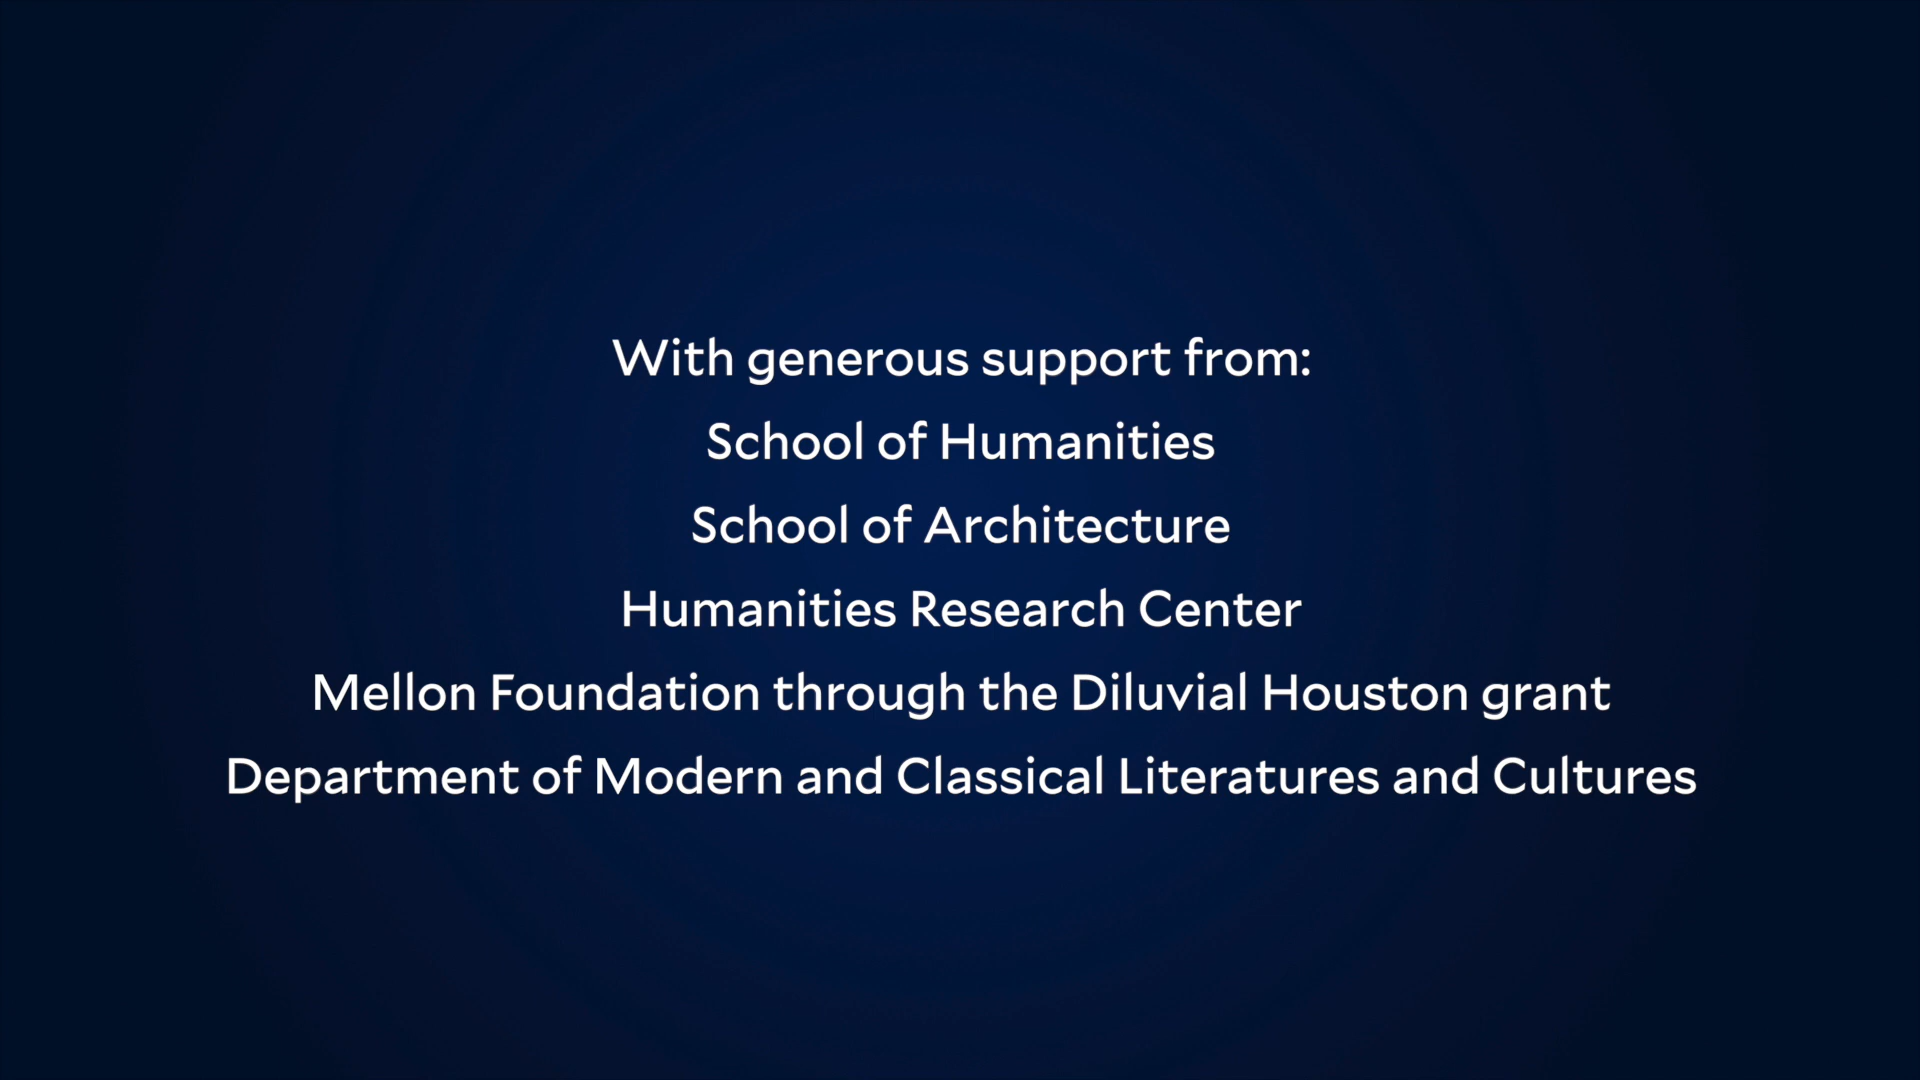 With generous support from:
School of Humanities
School of Architecture
Humanities Research Center
Mellon Foundation through the Diluvial Houston grant
Department of Modern and Classical Literatures and Cultures